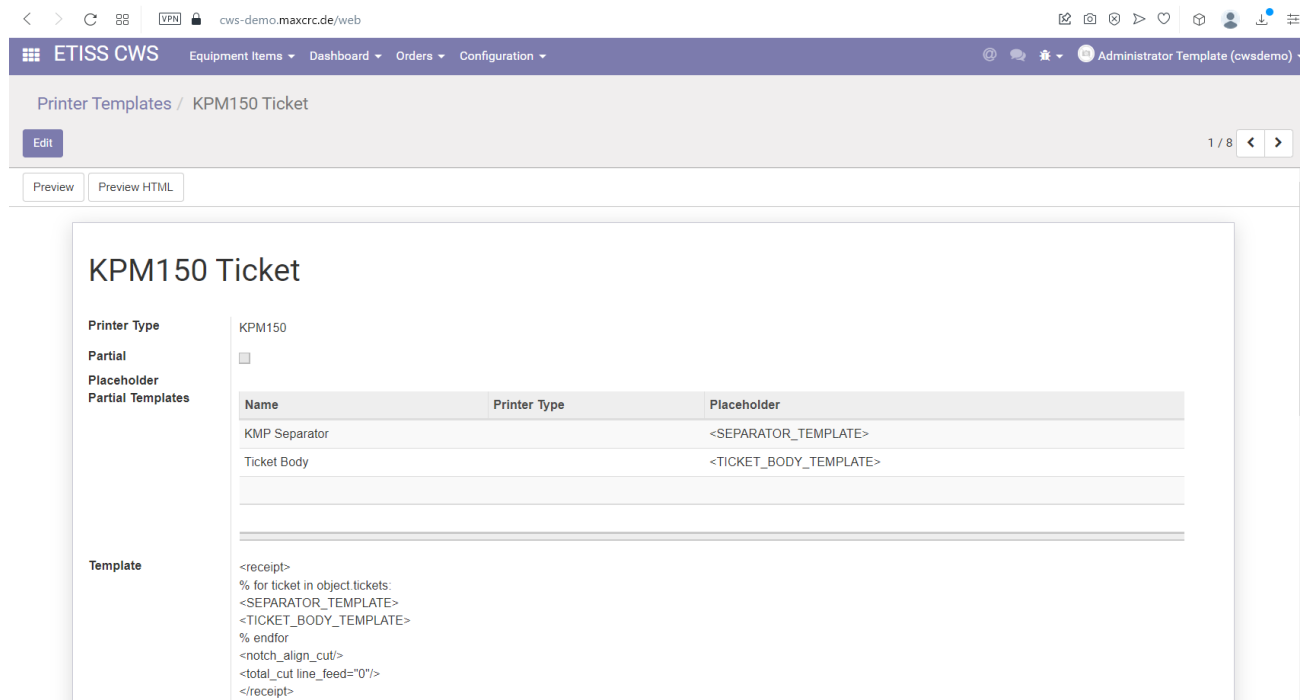 VPN cws-demo.maxcrc.de/web
ETISS CWS Equipment Items Dashboard Orders Configuration @ Administrator Template (cwsdemo)
Printer Templates / KPM150 Ticket
Edit 1 / 8
Preview Preview HTML
KPM150 Ticket
Printer Type KPM150
Partial
Placeholder
Partial Templates
Name Printer Type Placeholder
KMP Separator <SEPARATOR_TEMPLATE>
Ticket Body <TICKET_BODY_TEMPLATE>
Template <receipt>
% for ticket in object.tickets:
<SEPARATOR_TEMPLATE>
<TICKET_BODY_TEMPLATE>
% endfor
<notch_align_cut/>
<total_cut line_feed="0"/>
</receipt>